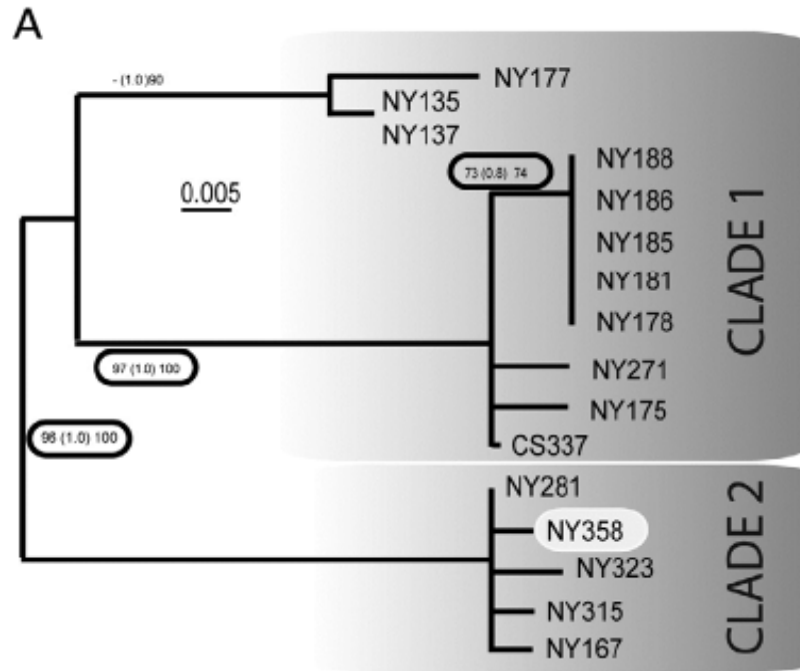 A
- (1.0)90
NY177
NY135
NY137
73 (0.8) 74
NY188
0.005
NY186
NY185
NY181
NY178
CLADE 1
97 (1.0) 100
NY271
NY175
96 (1.0) 100
CS337
NY281
NY358
NY323
NY315
NY167
CLADE 2